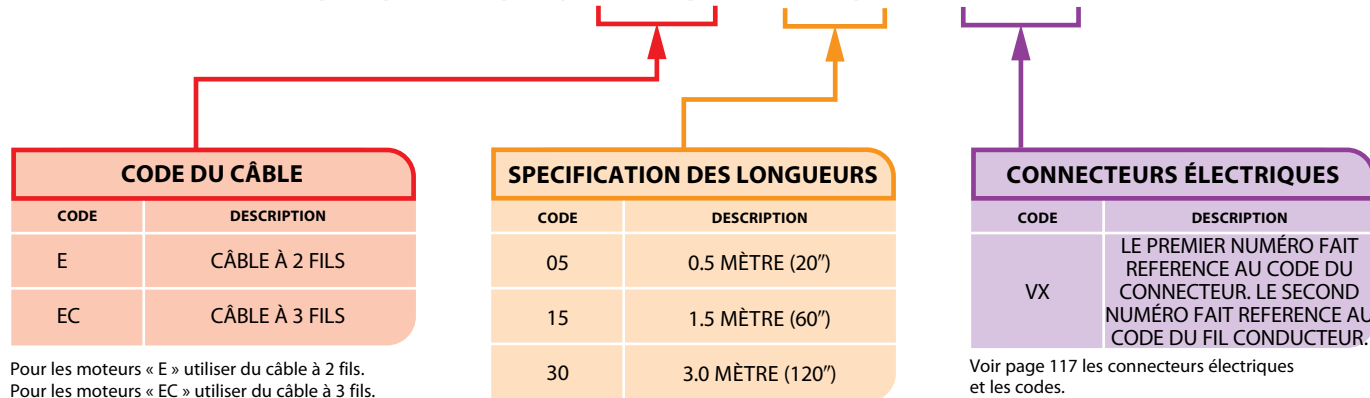 CODE DU CÂBLE
CODE DESCRIPTION
E CÂBLE À 2 FILS
EC CÂBLE À 3 FILS
Pour les moteurs « E » utiliser du câble à 2 fils.
Pour les moteurs « EC » utiliser du câble à 3 fils.
SPECIFICATION DES LONGUEURS
CODE DESCRIPTION
05 0.5 MÈTRE (20″)
15 1.5 MÈTRE (60″)
30 3.0 MÈTRE (120″)
CONNECTEURS ÉLECTRIQUES
CODE DESCRIPTION
VX
LE PREMIER NUMÉRO FAIT
REFERENCE AU CODE DU
CONNECTEUR. LE SECOND
NUMÉRO FAIT REFERENCE AU
CODE DU FIL CONDUCTEUR.
Voir page 117 les connecteurs électriques
et les codes.